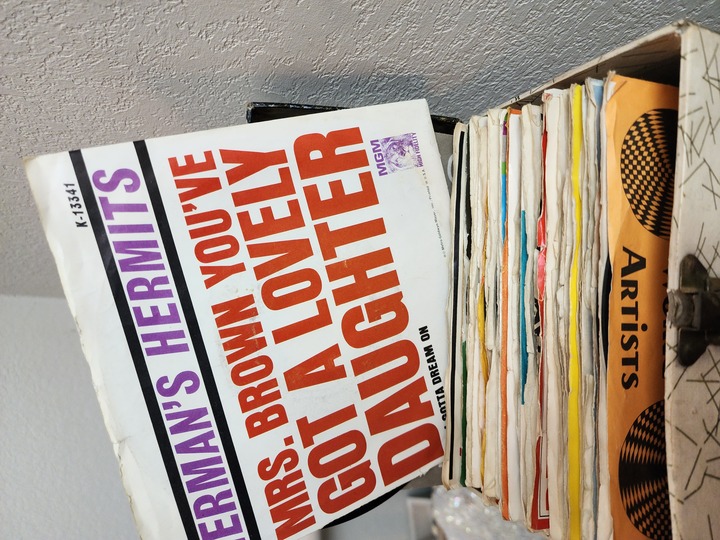 K-13341
ERMAN'S HERMITS
MRS. BROWN YOU'VE
GOT A LOVELY
DAUGHTER
GOTTA DREAM ON
MGM
ARTISTS